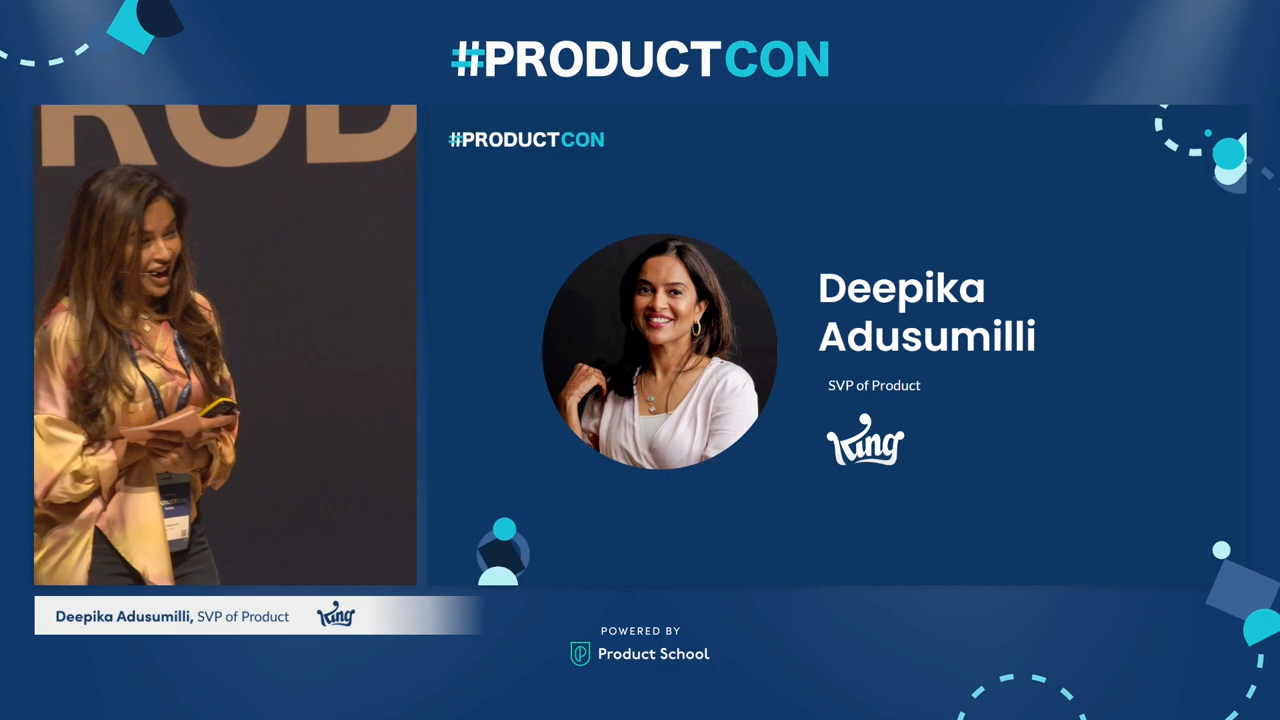 #PRODUCTCON
ROD
#PRODUCTCON
Deepika
Adusumilli
SVP of Product
King
Deepika Adusumilli, SVP of Product King
POWERED BY
Product School